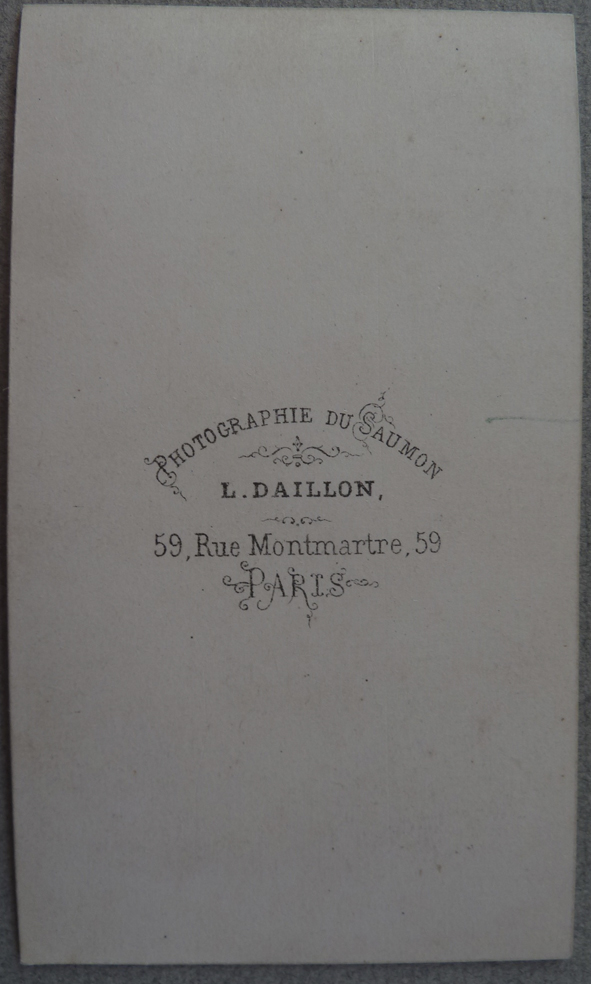 PHOTOGRAPHIE DU SAUMON
L. DAILLON,
59, Rue Montmartre, 59
PARIS